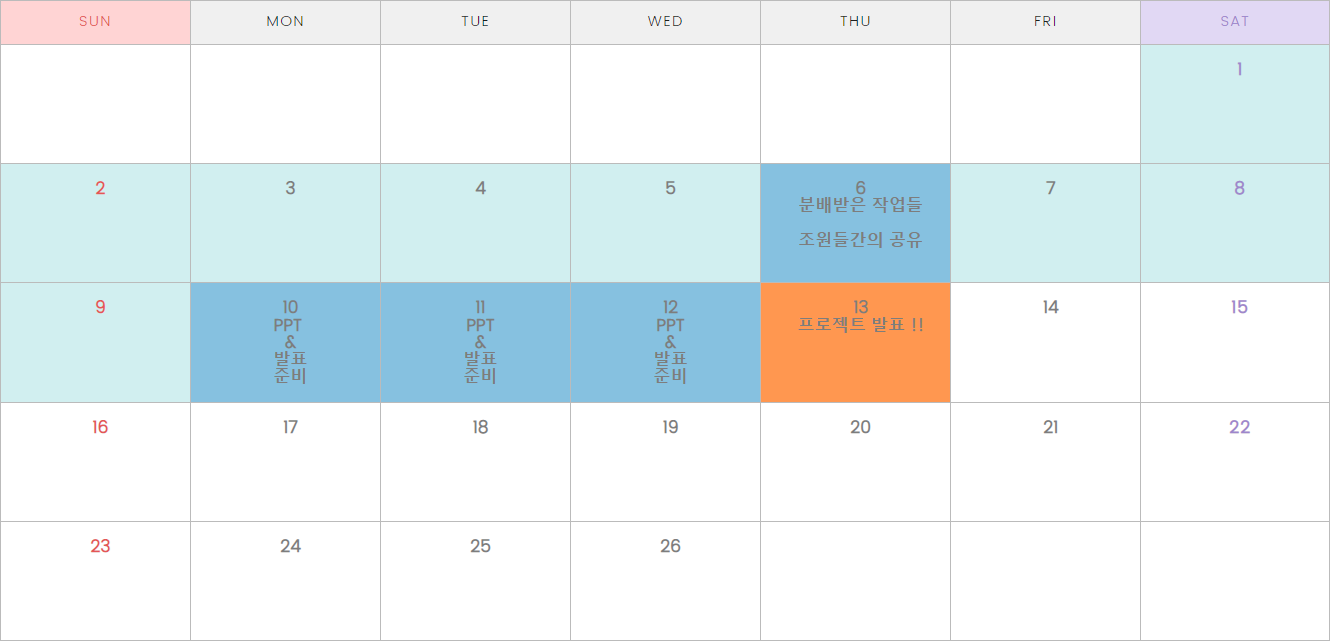 SUN MON TUE WED THU FRI SAT
1
2 3 4 5 6 7 8
분배받은 작업들
조원들간의 공유
9 10 11 12 13 14 15
PPT PPT PPT 프로젝트 발표 !!
& & &
발표 발표 발표
준비 준비 준비
16 17 18 19 20 21 22
23 24 25 26